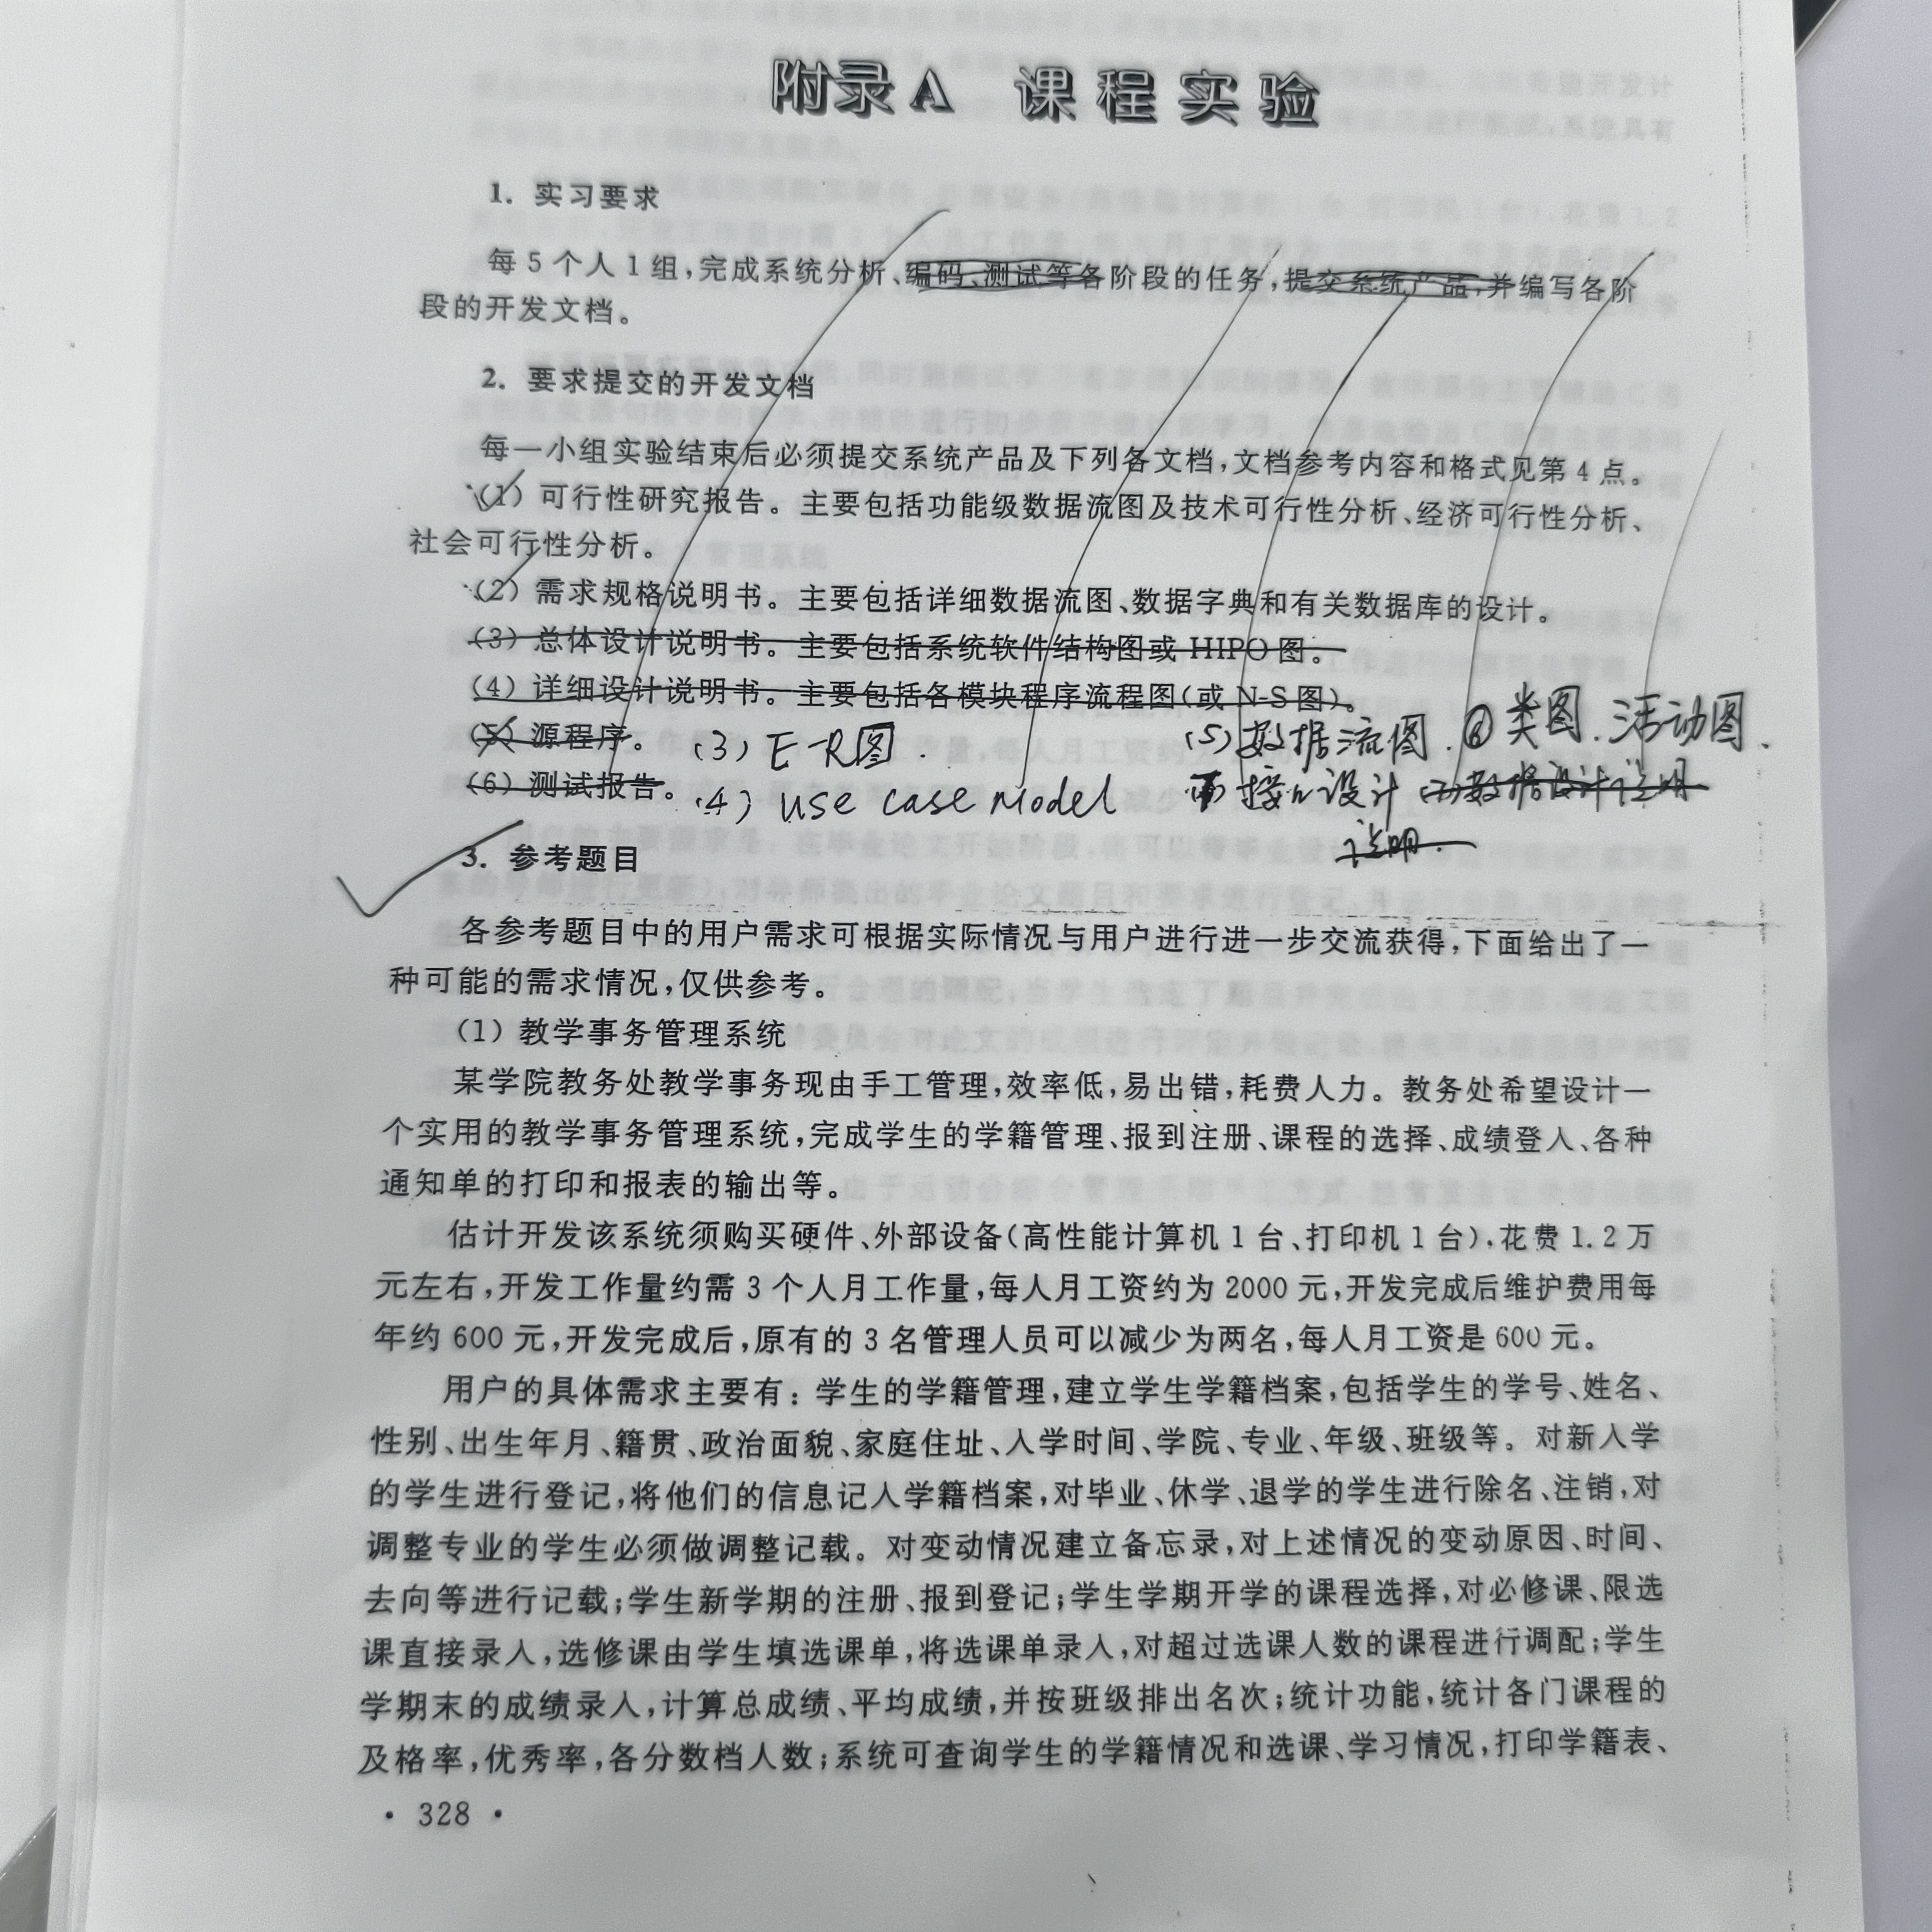 附录A 课程实验
1. 实习要求
每5个人1组,完成系统分析、编码、测试等各阶段的任务,提交系统产品,并编写各阶
段的开发文档。
2. 要求提交的开发文档
每一小组实验结束后必须提交系统产品及下列各文档,文档参考内容和格式见第4点。
(1) 可行性研究报告。主要包括功能级数据流图及技术可行性分析、经济可行性分析、
社会可行性分析。
(2) 需求规格说明书。主要包括详细数据流图、数据字典和有关数据库的设计。
(3) 总体设计说明书。主要包括系统软件结构图或 HIPO 图。
(4) 详细设计说明书。主要包括各模块程序流程图(或 N-S 图)。
(5) 源程序。 (3) E-R图. (5) 数据流图. ⑥ 类图.活动图.
(6) 测试报告。 (4) use case Model 接口设计 (7)数据设计说明
说明.
3. 参考题目
各参考题目中的用户需求可根据实际情况与用户进行进一步交流获得,下面给出了一
种可能的需求情况,仅供参考。
(1) 教学事务管理系统
某学院教务处教学事务现由手工管理,效率低,易出错,耗费人力。教务处希望设计一
个实用的教学事务管理系统,完成学生的学籍管理、报到注册、课程的选择、成绩登入、各种
通知单的打印和报表的输出等。
估计开发该系统须购买硬件、外部设备(高性能计算机1台、打印机1台),花费1.2万
元左右,开发工作量约需3个人月工作量,每人月工资约为2000元,开发完成后维护费用每
年约600元,开发完成后,原有的3名管理人员可以减少为两名,每人月工资是600元。
用户的具体需求主要有:学生的学籍管理,建立学生学籍档案,包括学生的学号、姓名、
性别、出生年月、籍贯、政治面貌、家庭住址、入学时间、学院、专业、年级、班级等。对新入学
的学生进行登记,将他们的信息记入学籍档案,对毕业、休学、退学的学生进行除名、注销,对
调整专业的学生必须做调整记载。对变动情况建立备忘录,对上述情况的变动原因、时间、
去向等进行记载;学生新学期的注册、报到登记;学生学期开学的课程选择,对必修课、限选
课直接录入,选修课由学生填选课单,将选课单录入,对超过选课人数的课程进行调配;学生
学期末的成绩录入,计算总成绩、平均成绩,并按班级排出名次;统计功能,统计各门课程的
及格率,优秀率,各分数档人数;系统可查询学生的学籍情况和选课、学习情况,打印学籍表、
· 328 ·